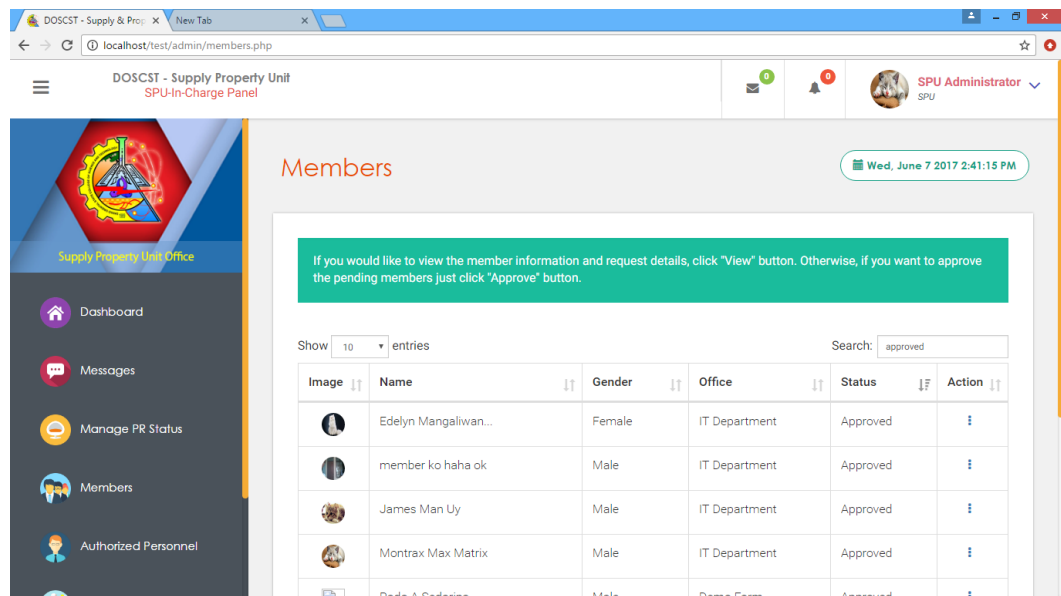 DOSCST - Supply & Prop
New Tab
localhost/test/admin/members.php
DOSCST - Supply Property Unit
SPU-In-Charge Panel
0
0
SPU Administrator
SPU
Supply Property Unit Office
Dashboard
Messages
Manage PR Status
Members
Authorized Personnel
Members
Wed, June 7 2017 2:41:15 PM
If you would like to view the member information and request details, click "View" button. Otherwise, if you want to approve
the pending members just click "Approve" button.
Show 10 entries
Search: approved
Image Name Gender Office Status Action
Edelyn Mangaliwan... Female IT Department Approved
member ko haha ok Male IT Department Approved
James Man Uy Male IT Department Approved
Montrax Max Matrix Male IT Department Approved
Male Demo Farm Approved